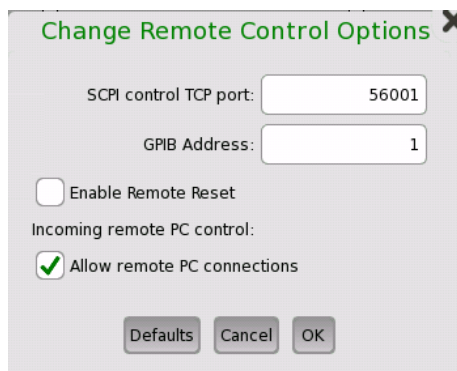 Change Remote Control Options
SCPI control TCP port: 56001
GPIB Address: 1
Enable Remote Reset
Incoming remote PC control:
Allow remote PC connections
Defaults Cancel OK